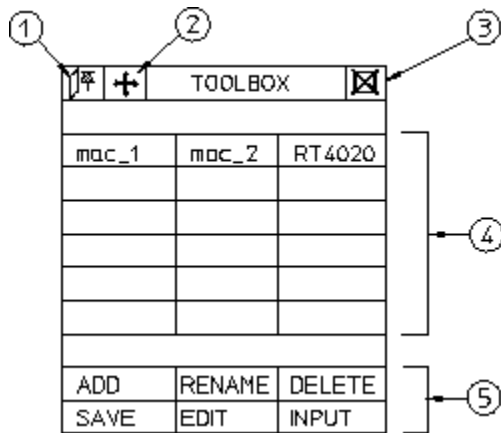 1 2 3
TOOLBOX
mac_1 mac_2 RT4020
4
ADD RENAME DELETE
5
SAVE EDIT INPUT